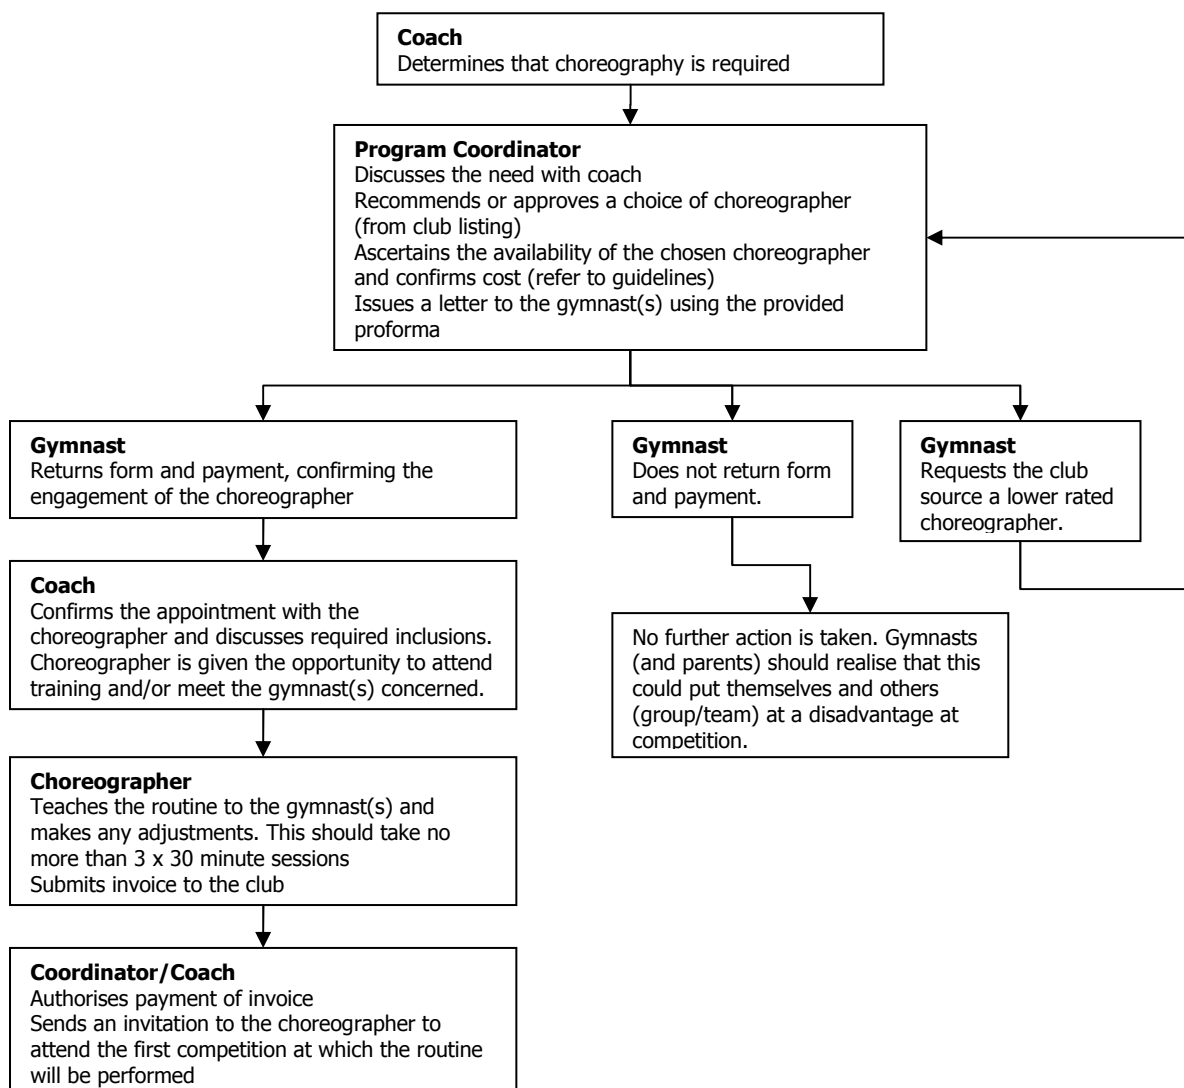 Coach
Determines that choreography is required
Program Coordinator
Discusses the need with coach
Recommends or approves a choice of choreographer
(from club listing)
Ascertains the availability of the chosen choreographer
and confirms cost (refer to guidelines)
Issues a letter to the gymnast(s) using the provided
proforma
Gymnast
Returns form and payment, confirming the
engagement of the choreographer
Gymnast
Does not return form
and payment.
Gymnast
Requests the club
source a lower rated
choreographer.
Coach
Confirms the appointment with the
choreographer and discusses required inclusions.
Choreographer is given the opportunity to attend
training and/or meet the gymnast(s) concerned.
No further action is taken. Gymnasts
(and parents) should realise that this
could put themselves and others
(group/team) at a disadvantage at
competition.
Choreographer
Teaches the routine to the gymnast(s) and
makes any adjustments. This should take no
more than 3 x 30 minute sessions
Submits invoice to the club
Coordinator/Coach
Authorises payment of invoice
Sends an invitation to the choreographer to
attend the first competition at which the routine
will be performed